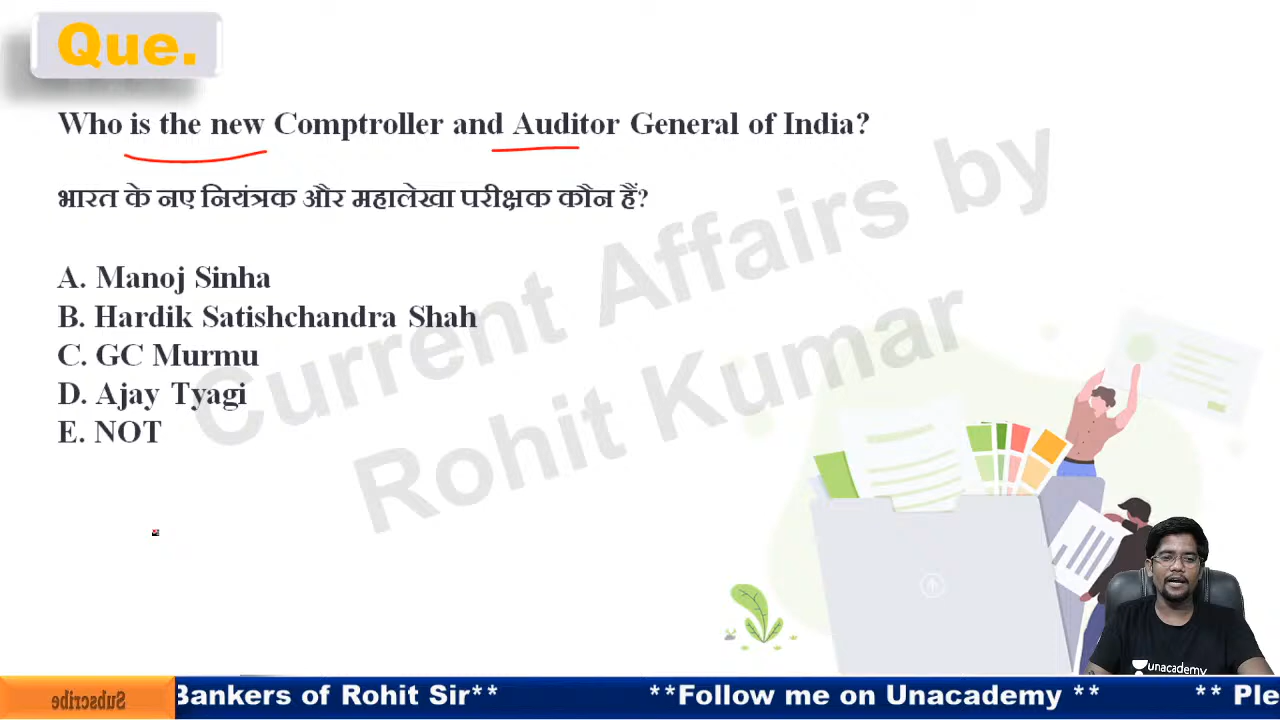 Que.
Who is the new Comptroller and Auditor General of India?
भारत के नए नियंत्रक और महालेखा परीक्षक कौन हैं?
A. Manoj Sinha
B. Hardik Satishchandra Shah
C. GC Murmu
D. Ajay Tyagi
E. NOT
Current Affairs by
Rohit Kumar
unacademy
Subscribe
Bankers of Rohit Sir** **Follow me on Unacademy ** ** Ple